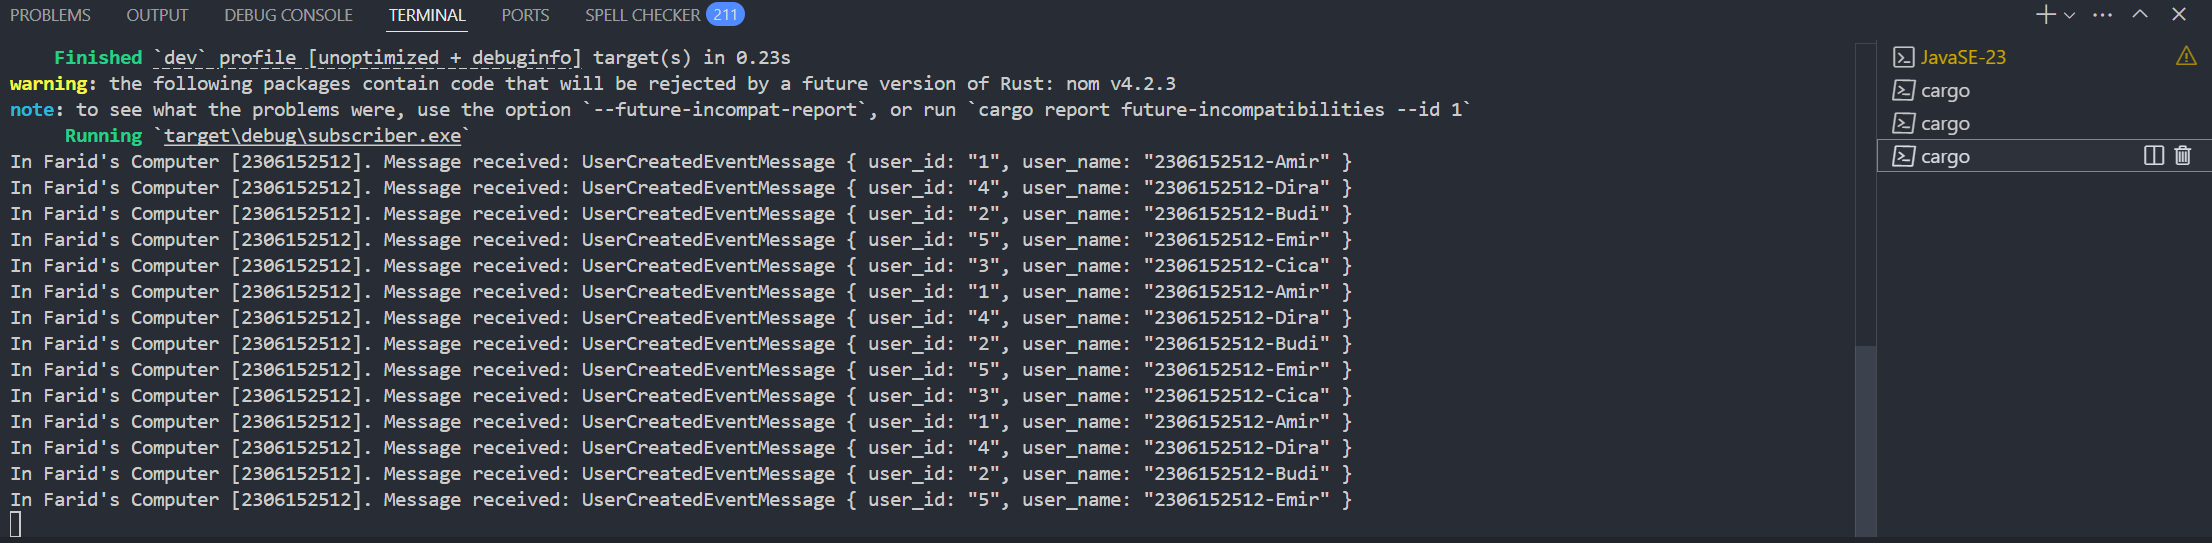 PROBLEMS OUTPUT DEBUG CONSOLE TERMINAL PORTS SPELL CHECKER 211
Finished `dev` profile [unoptimized + debuginfo] target(s) in 0.23s
warning: the following packages contain code that will be rejected by a future version of Rust: nom v4.2.3
note: to see what the problems were, use the option `--future-incompat-report`, or run `cargo report future-incompatibilities --id 1`
Running `target\debug\subscriber.exe`
In Farid's Computer [2306152512]. Message received: UserCreatedEventMessage { user_id: "1", user_name: "2306152512-Amir" }
In Farid's Computer [2306152512]. Message received: UserCreatedEventMessage { user_id: "4", user_name: "2306152512-Dira" }
In Farid's Computer [2306152512]. Message received: UserCreatedEventMessage { user_id: "2", user_name: "2306152512-Budi" }
In Farid's Computer [2306152512]. Message received: UserCreatedEventMessage { user_id: "5", user_name: "2306152512-Emir" }
In Farid's Computer [2306152512]. Message received: UserCreatedEventMessage { user_id: "3", user_name: "2306152512-Cica" }
In Farid's Computer [2306152512]. Message received: UserCreatedEventMessage { user_id: "1", user_name: "2306152512-Amir" }
In Farid's Computer [2306152512]. Message received: UserCreatedEventMessage { user_id: "4", user_name: "2306152512-Dira" }
In Farid's Computer [2306152512]. Message received: UserCreatedEventMessage { user_id: "2", user_name: "2306152512-Budi" }
In Farid's Computer [2306152512]. Message received: UserCreatedEventMessage { user_id: "5", user_name: "2306152512-Emir" }
In Farid's Computer [2306152512]. Message received: UserCreatedEventMessage { user_id: "3", user_name: "2306152512-Cica" }
In Farid's Computer [2306152512]. Message received: UserCreatedEventMessage { user_id: "1", user_name: "2306152512-Amir" }
In Farid's Computer [2306152512]. Message received: UserCreatedEventMessage { user_id: "4", user_name: "2306152512-Dira" }
In Farid's Computer [2306152512]. Message received: UserCreatedEventMessage { user_id: "2", user_name: "2306152512-Budi" }
In Farid's Computer [2306152512]. Message received: UserCreatedEventMessage { user_id: "5", user_name: "2306152512-Emir" }
JavaSE-23
cargo
cargo
cargo